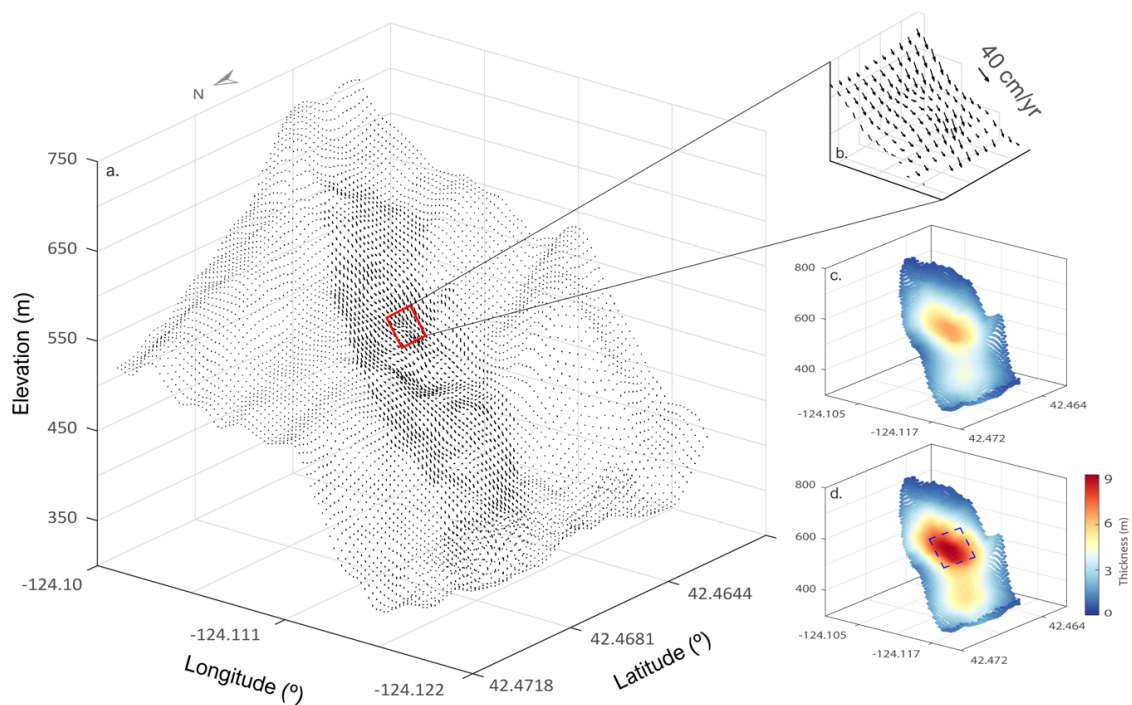 a.
N
750
650
550
450
350
Elevation (m)
-124.10
-124.111
-124.122
Longitude (º)
42.4718
42.4681
42.4644
Latitude (º)
b.
40 cm/yr
c.
800
600
400
-124.105
-124.117
42.472
42.464
d.
800
600
400
-124.105
-124.117
42.472
42.464
9
6
3
0
Thickness (m)